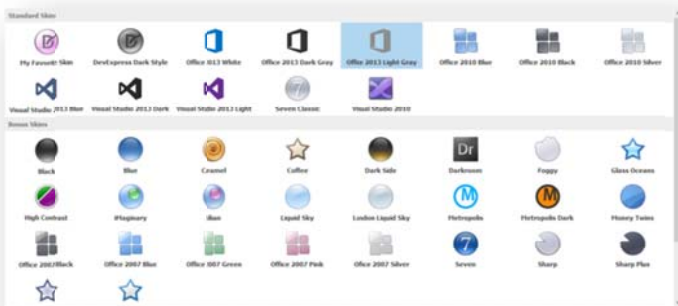 Standard Skins
My Favorite Skin DevExpress Dark Style Office 2013 White Office 2013 Dark Gray Office 2013 Light Gray Office 2010 Blue Office 2010 Black Office 2010 Silver
Visual Studio 2013 Blue Visual Studio 2013 Dark Visual Studio 2013 Light Seven Classic Visual Studio 2010
Bonus Skins
Black Blue Caramel Coffee Dark Side Darkroom Foggy Glass Oceans
High Contrast iMaginary Lilian Liquid Sky London Liquid Sky Metropolis Metropolis Dark Money Twins
Office 2007 Black Office 2007 Blue Office 2007 Green Office 2007 Pink Office 2007 Silver Seven Sharp Sharp Plus